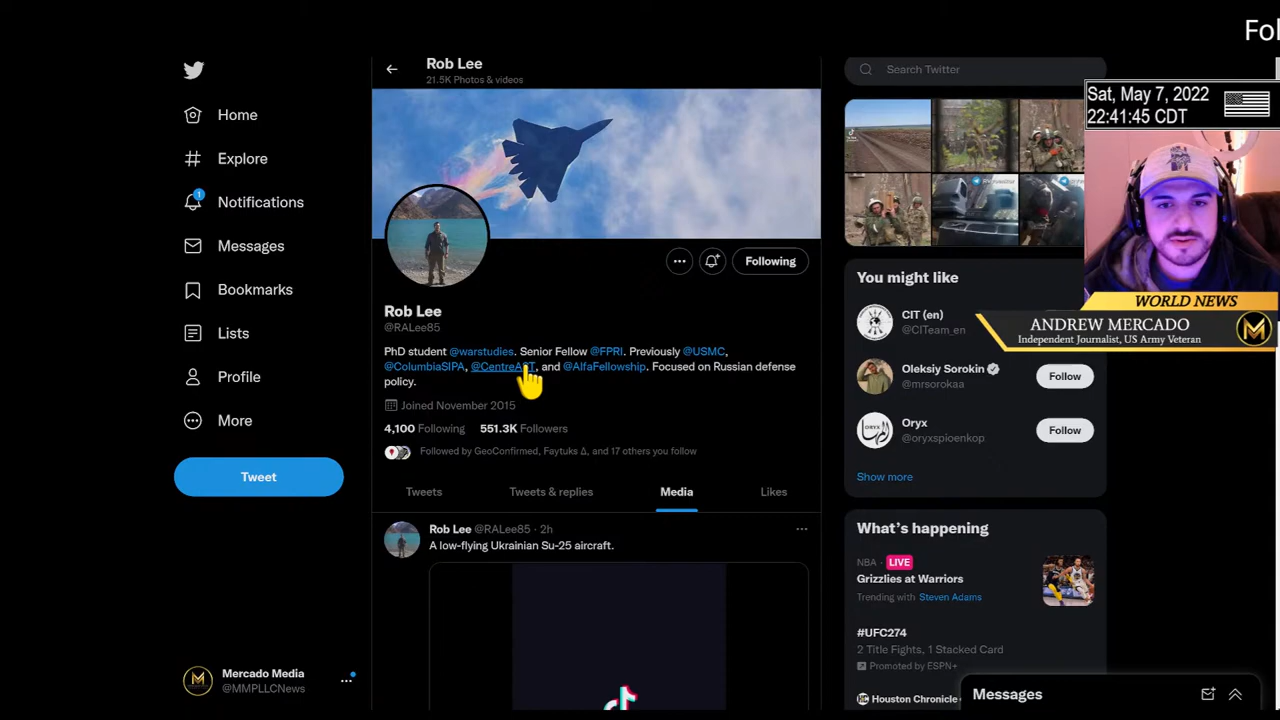 Fol
Rob Lee
21.5K Photos & videos
Search Twitter
Sat, May 7, 2022
22:41:45 CDT
Home
Explore
1
Notifications
Messages
Bookmarks
Lists
Profile
More
Tweet
Following
Rob Lee
@RALee85
PhD student @warstudies. Senior Fellow @FPRI. Previously @USMC,
@ColumbiaSIPA, @CentreAST, and @AlfaFellowship. Focused on Russian defense
policy.
Joined November 2015
4,100 Following 551.3K Followers
Followed by GeoConfirmed, Faytuks Δ, and 17 others you follow
Tweets
Tweets & replies
Media
Likes
Rob Lee @RALee85 · 2h
A low-flying Ukrainian Su-25 aircraft.
You might like
CIT (en)
@CITeam_en
Oleksiy Sorokin
@mrsorokaa
Follow
ORYX
Oryx
@oryxspioenkop
Follow
Show more
WORLD NEWS
ANDREW MERCADO
Independent Journalist, US Army Veteran
What's happening
NBA · LIVE
Grizzlies at Warriors
Trending with Steven Adams
#UFC274
2 Title Fights, 1 Stacked Card
Promoted by ESPN+
Houston Chronicle
Messages
Mercado Media
@MMPLLCNews